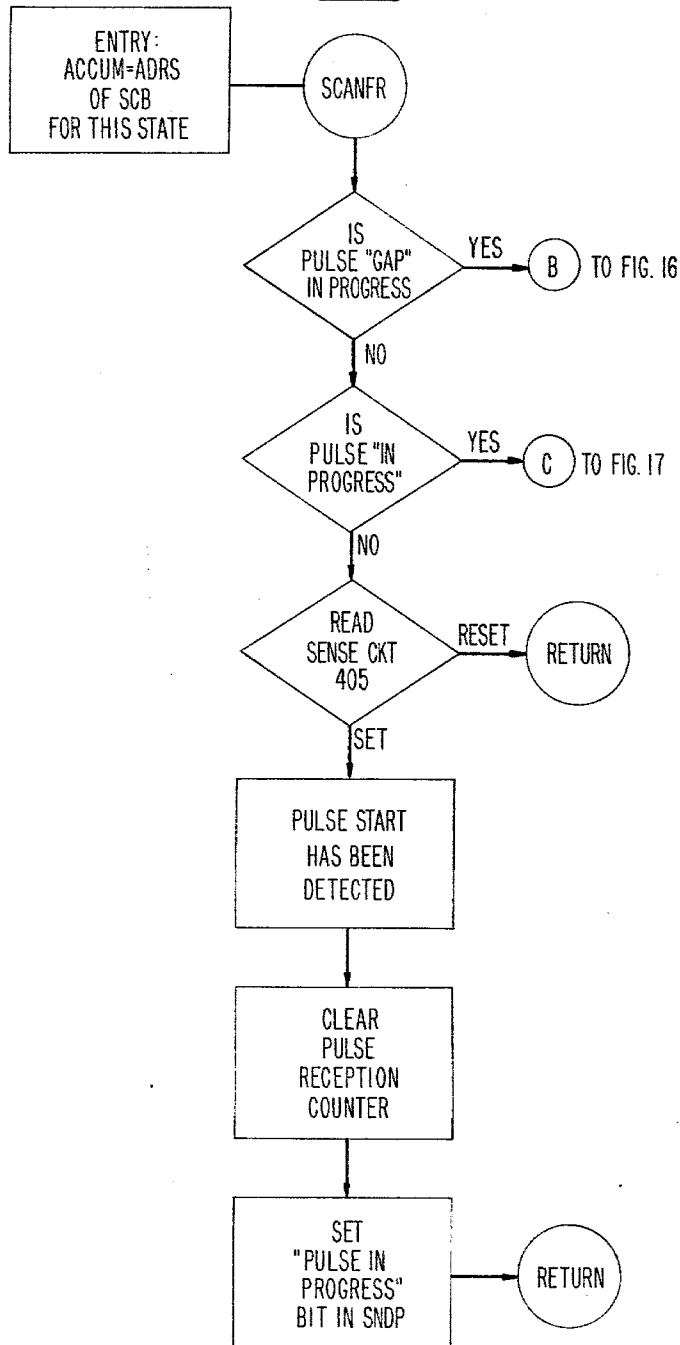 ENTRY:
ACCUM=ADRS
OF SCB
FOR THIS STATE
SCANFR
IS
PULSE "GAP"
IN PROGRESS
YES
B
TO FIG. 16
NO
IS
PULSE "IN
PROGRESS"
YES
C
TO FIG. 17
NO
READ
SENSE CKT
405
RESET
RETURN
SET
PULSE START
HAS BEEN
DETECTED
CLEAR
PULSE
RECEPTION
COUNTER
SET
"PULSE IN
PROGRESS"
BIT IN SNDP
RETURN